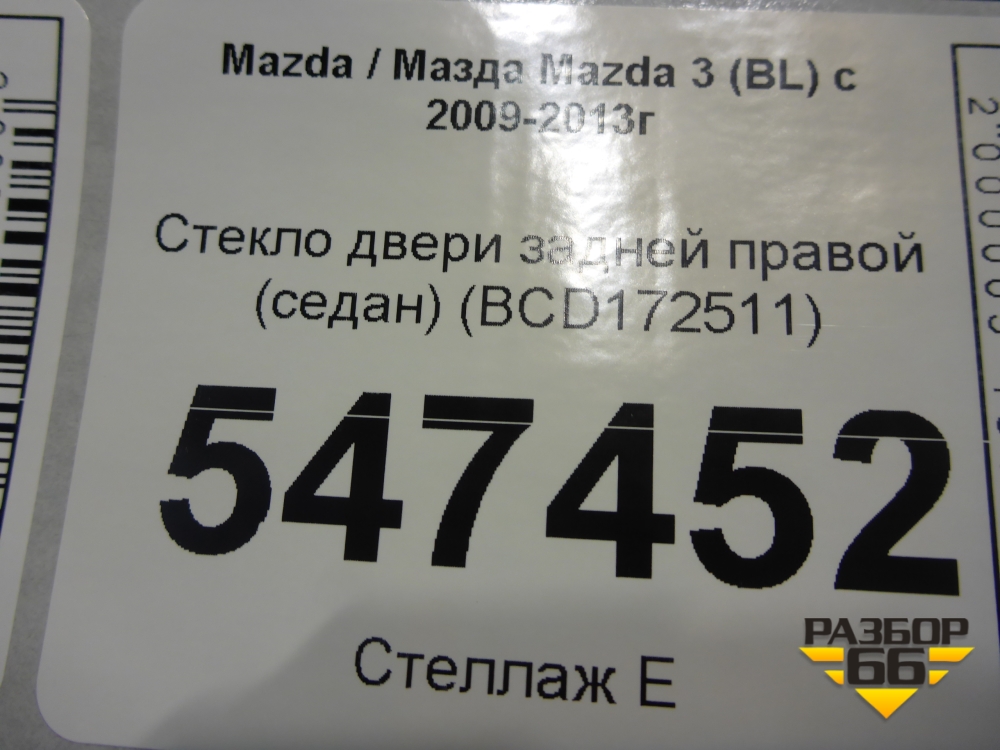 Mazda / Мазда Mazda 3 (BL) с
2009-2013г
Стекло двери задней правой
(седан) (BCD172511)
547452
Стеллаж Е
РАЗБОР
66